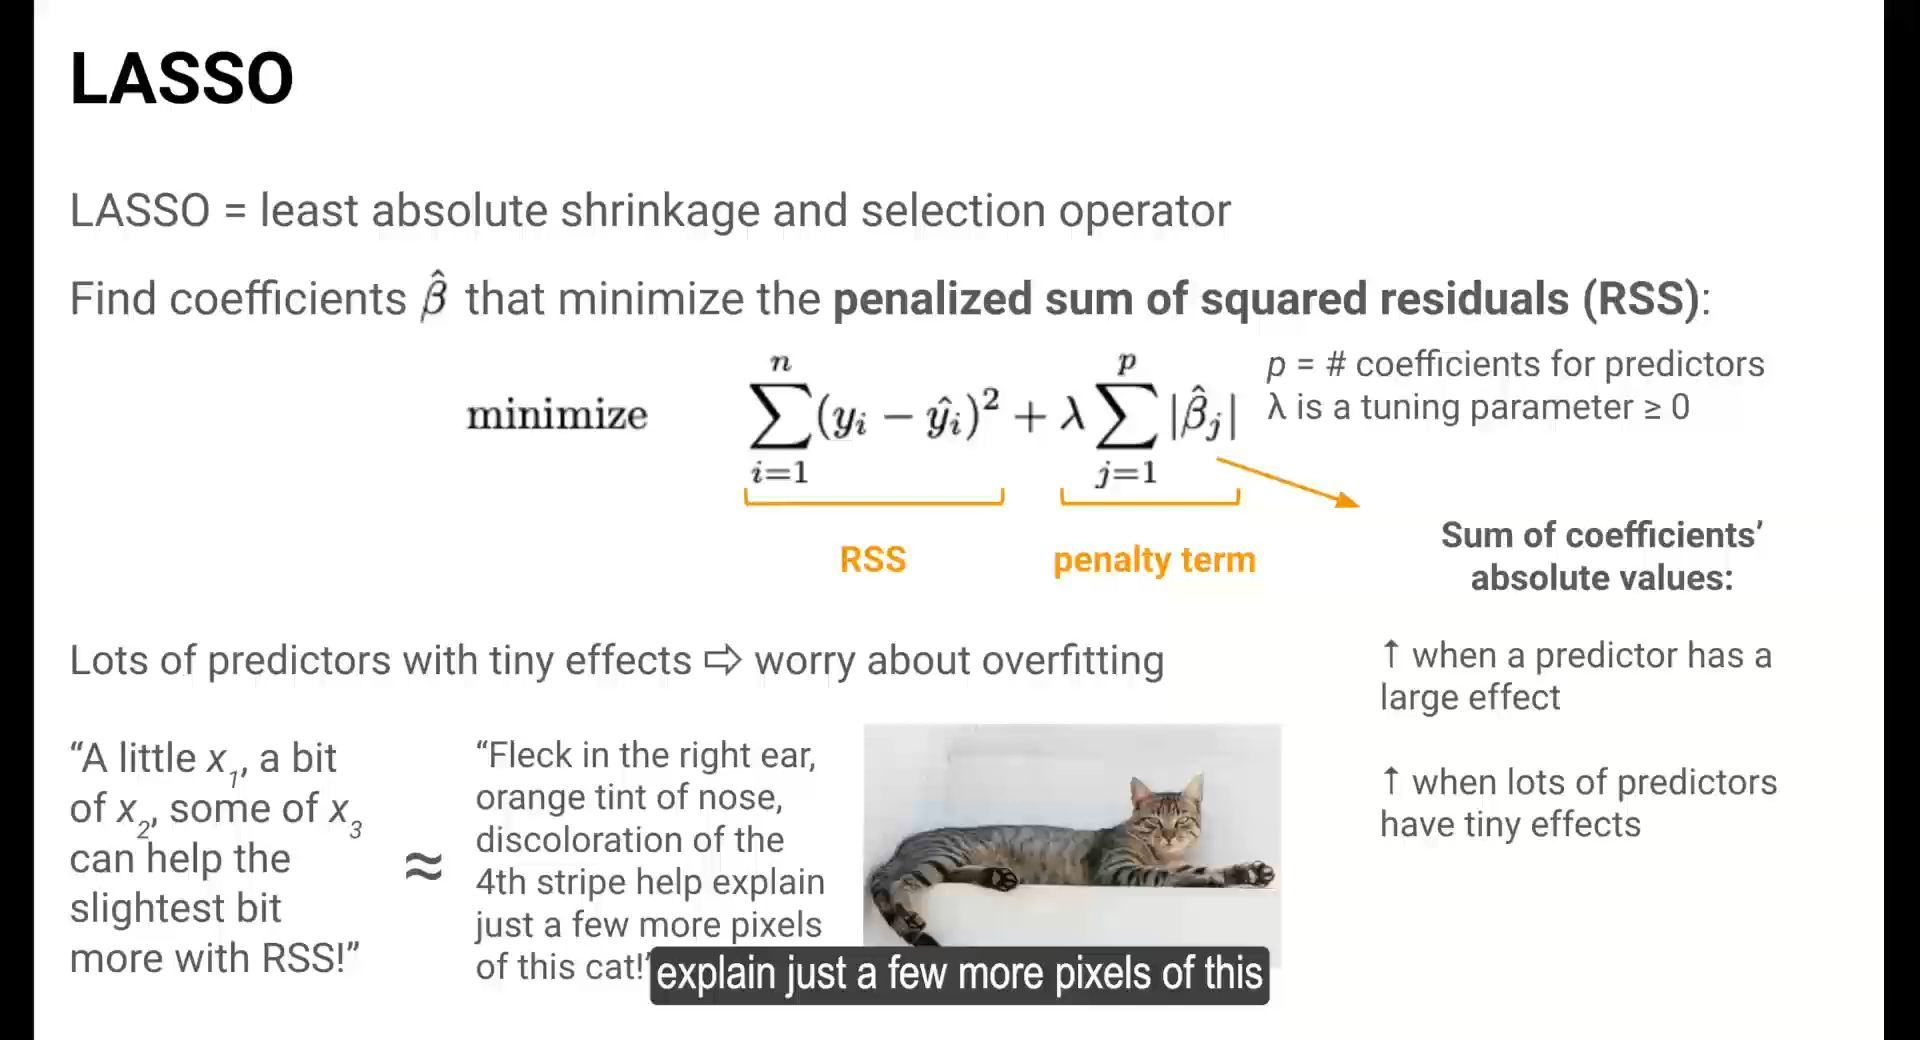 LASSO
LASSO = least absolute shrinkage and selection operator
Find coefficients β̂ that minimize the penalized sum of squared residuals (RSS):
minimize ∑_{i=1}^{n} (y_i − ŷ_i)² + λ ∑_{j=1}^{p} |β̂_j|
p = # coefficients for predictors
λ is a tuning parameter ≥ 0
RSS
penalty term
Sum of coefficients’
absolute values:
↑ when a predictor has a
large effect
↑ when lots of predictors
have tiny effects
Lots of predictors with tiny effects ⇨ worry about overfitting
“A little x₁, a bit
of x₂, some of x₃
can help the
slightest bit
more with RSS!”
≈
“Fleck in the right ear,
orange tint of nose,
discoloration of the
4th stripe help explain
just a few more pixels
of this cat!”
explain just a few more pixels of this